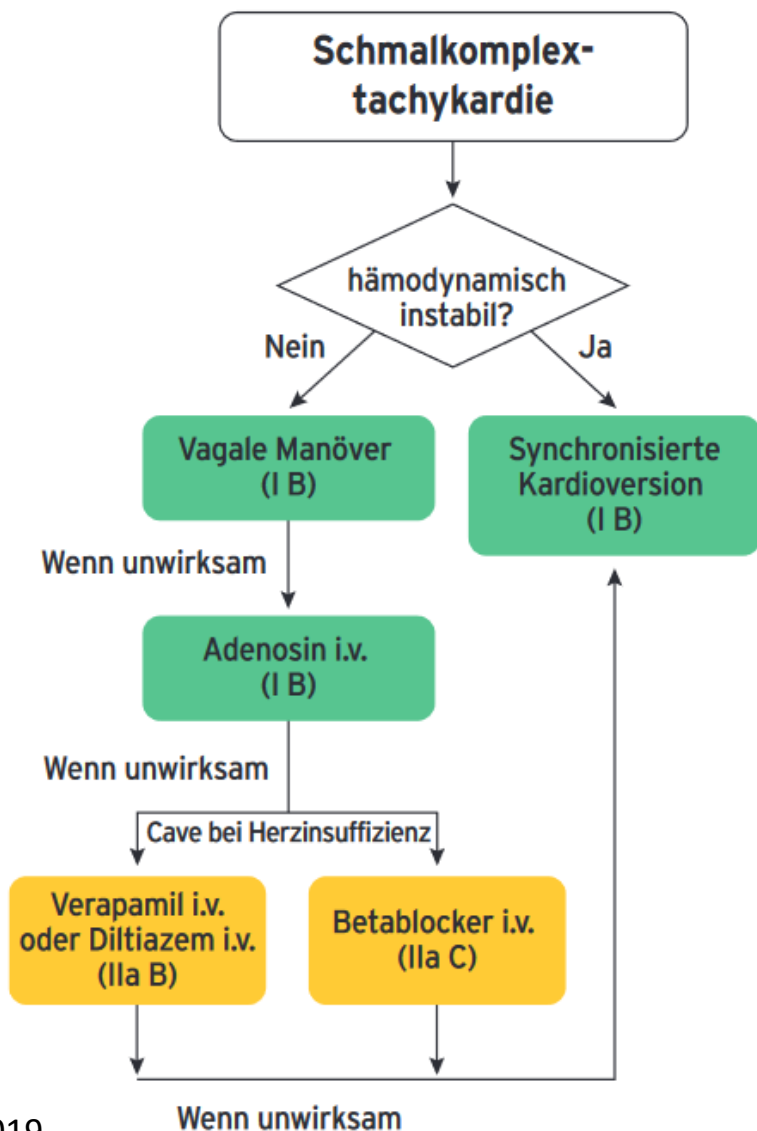 Schmalkomplex-
tachykardie
hämodynamisch
instabil?
Nein
Ja
Vagale Manöver
(I B)
Synchronisierte
Kardioversion
(I B)
Wenn unwirksam
Adenosin i.v.
(I B)
Wenn unwirksam
Cave bei Herzinsuffizienz
Verapamil i.v.
oder Diltiazem i.v.
(IIa B)
Betablocker i.v.
(IIa C)
Wenn unwirksam